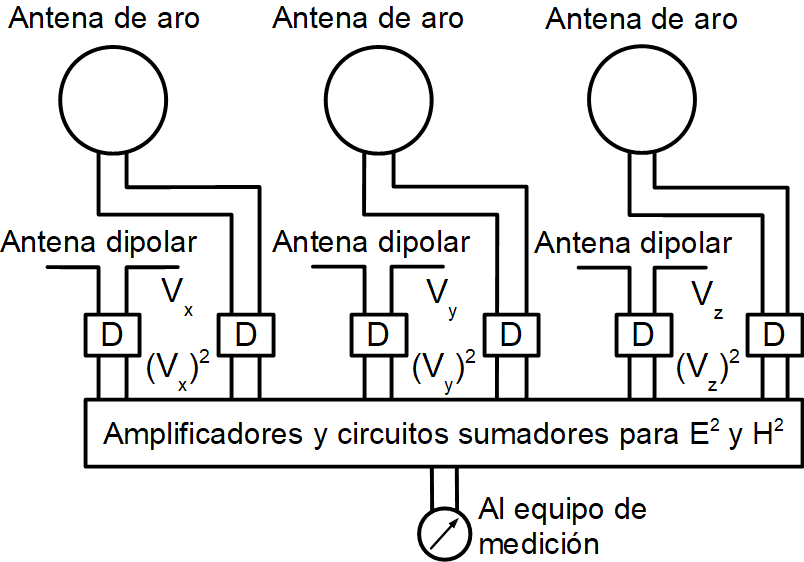 Antena de aro Antena de aro Antena de aro
Antena dipolar Antena dipolar Antena dipolar
Vx Vy Vz
D D D D D D
(Vx)² (Vy)² (Vz)²
Amplificadores y circuitos sumadores para E² y H²
Al equipo de
medición